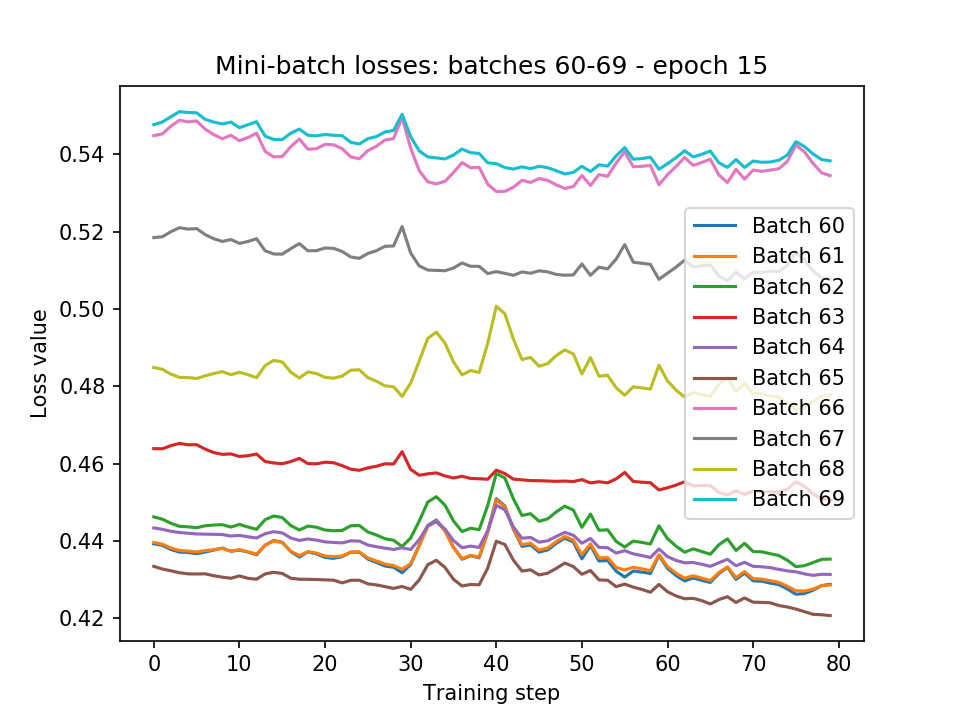 Mini-batch losses: batches 60-69 - epoch 15
Loss value
0.54
0.52
0.50
0.48
0.46
0.44
0.42
Batch 60
Batch 61
Batch 62
Batch 63
Batch 64
Batch 65
Batch 66
Batch 67
Batch 68
Batch 69
0 10 20 30 40 50 60 70 80
Training step